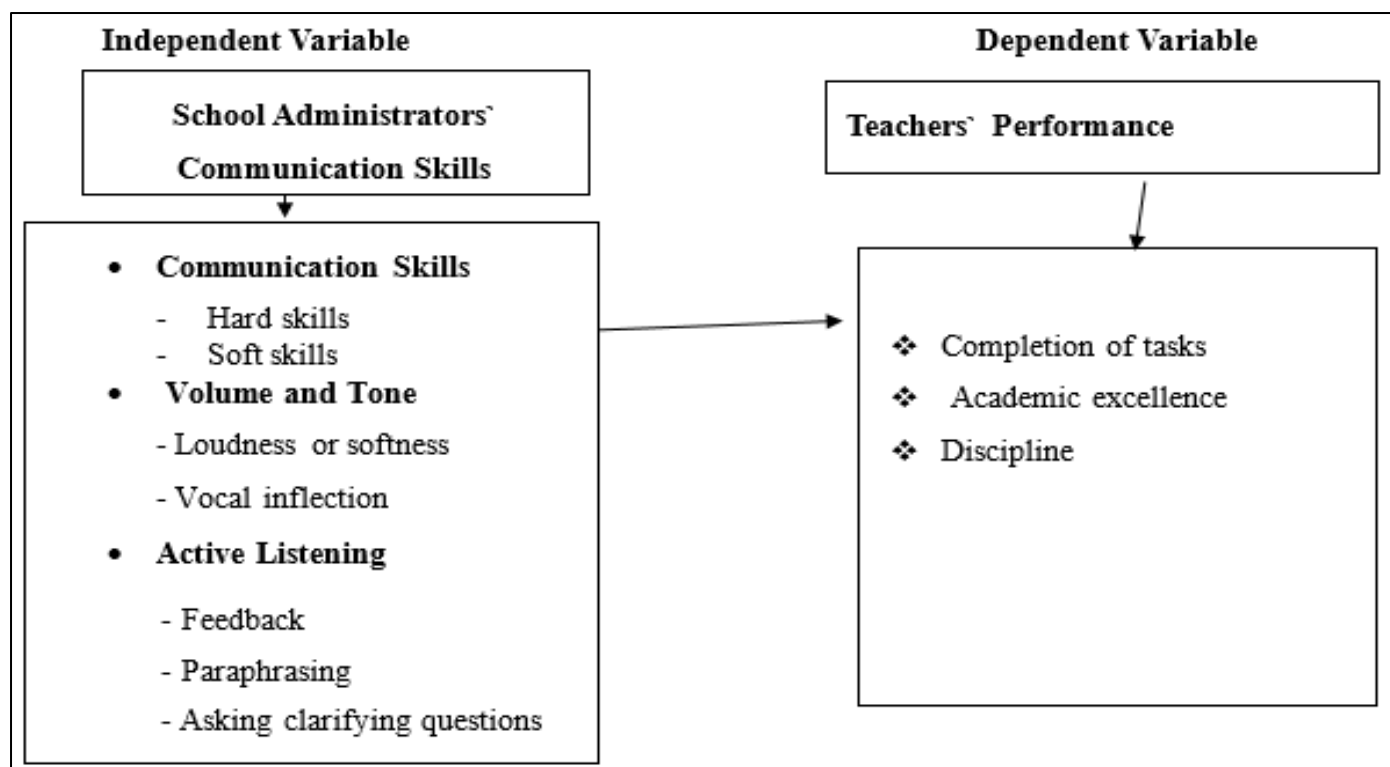 Independent Variable
School Administrators`
Communication Skills
• Communication Skills
- Hard skills
- Soft skills
• Volume and Tone
- Loudness or softness
- Vocal inflection
• Active Listening
- Feedback
- Paraphrasing
- Asking clarifying questions
Dependent Variable
Teachers` Performance
❖ Completion of tasks
❖ Academic excellence
❖ Discipline